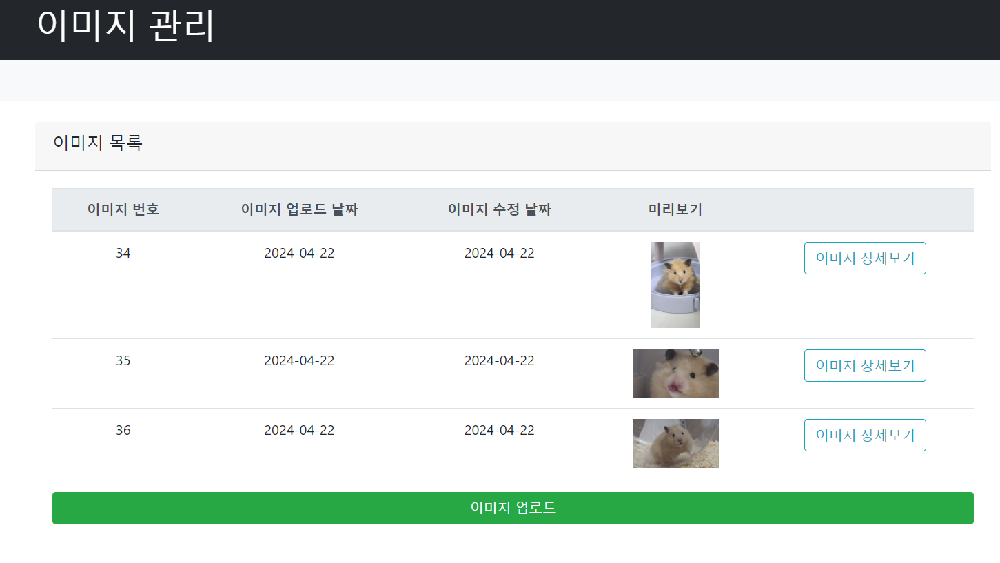 이미지 관리
이미지 목록
이미지 번호 이미지 업로드 날짜 이미지 수정 날짜 미리보기
34 2024-04-22 2024-04-22 이미지 상세보기
35 2024-04-22 2024-04-22 이미지 상세보기
36 2024-04-22 2024-04-22 이미지 상세보기
이미지 업로드